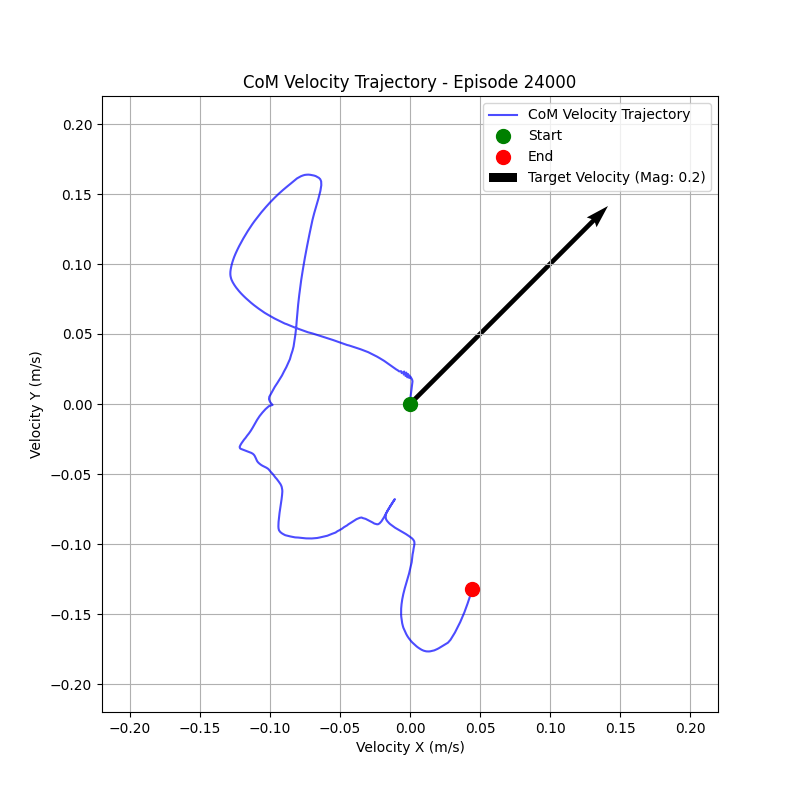 CoM Velocity Trajectory - Episode 24000
CoM Velocity Trajectory
Start
End
Target Velocity (Mag: 0.2)
0.20
0.15
0.10
0.05
0.00
−0.05
−0.10
−0.15
−0.20
Velocity Y (m/s)
−0.20 −0.15 −0.10 −0.05 0.00 0.05 0.10 0.15 0.20
Velocity X (m/s)